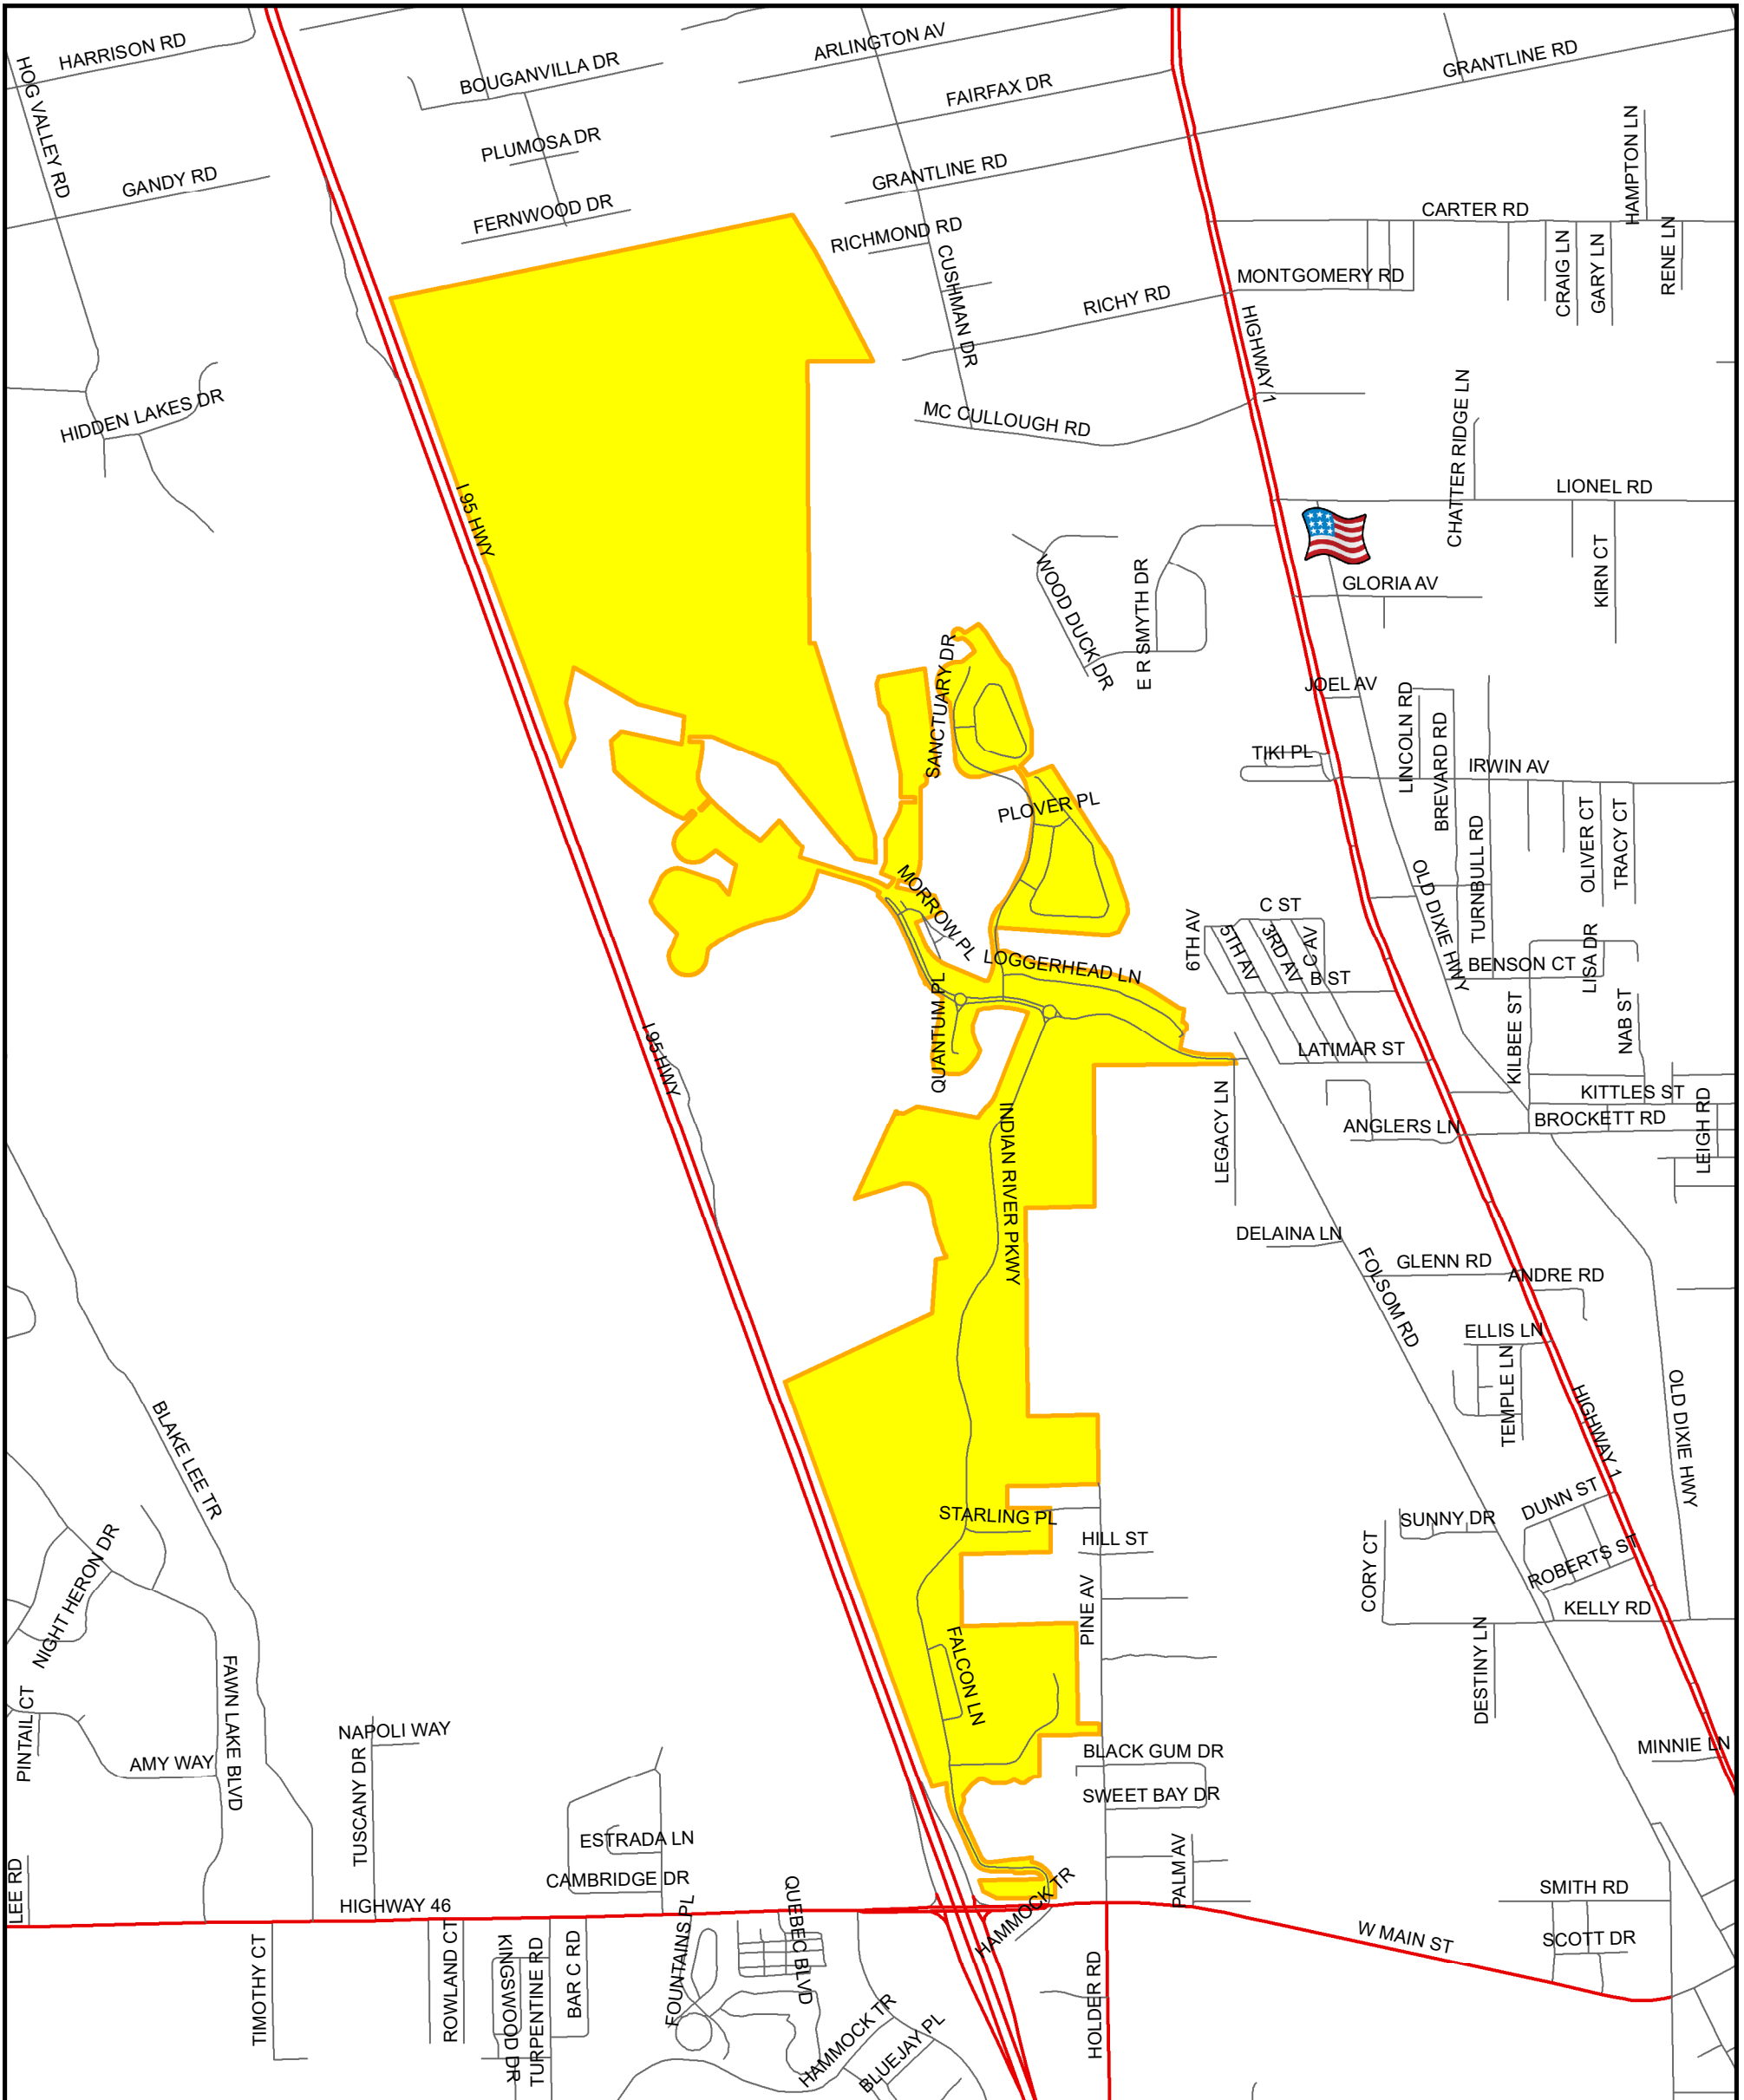 HARRISON RD
HOG VALLEY RD
GANDY RD
BOUGANVILLA DR
PLUMOSA DR
FERNWOOD DR
ARLINGTON AV
FAIRFAX DR
GRANTLINE RD
GRANTLINE RD
RICHMOND RD
CUSHMAN DR
RICHY RD
MC CULLOUGH RD
HIGHWAY 1
CARTER RD
MONTGOMERY RD
HAMPTON LN
CRAIG LN
GARY LN
RENE LN
HIDDEN LAKES DR
I 95 HWY
CHATTER RIDGE LN
LIONEL RD
KIRN CT
GLORIA AV
WOOD DUCK DR
E R SMYTH DR
SANCTUARY DR
JOEL AV
TIKI PL
LINCOLN RD
BREVARD RD
IRWIN AV
TURNBULL RD
OLIVER CT
TRACY CT
PLOVER PL
MORROW PL
LOGGERHEAD LN
QUANTUM PL
OLD DIXIE HWY
6TH AV
5TH AV
3RD AV
C AV
C ST
B ST
BENSON CT
LISA DR
NAB ST
KILBEE ST
LATIMAR ST
KITTLES ST
BROCKETT RD
LEIGH RD
ANGLERS LN
LEGACY LN
I 95 HWY
INDIAN RIVER PKWY
DELAINA LN
GLENN RD
ANDRE RD
FOLSOM RD
ELLIS LN
TEMPLE LN
HIGHWAY 1
OLD DIXIE HWY
BLAKE LEE TR
STARLING PL
HILL ST
PINE AV
SUNNY DR
DUNN ST
ROBERTS ST
CORY CT
KELLY RD
DESTINY LN
NIGHT HERON DR
FAWN LAKE BLVD
PINTAIL CT
AMY WAY
NAPOLI WAY
TUSCANY DR
FALCON LN
BLACK GUM DR
SWEET BAY DR
MINNIE LN
ESTRADA LN
CAMBRIDGE DR
LEE RD
HIGHWAY 46
HAMMOCK TR
PALM AV
SMITH RD
W MAIN ST
SCOTT DR
TIMOTHY CT
ROWLAND CT
KINGSWOOD DR
TURPENTINE RD
BAR C RD
FOUNTAINS PL
QUEBEC BLVD
HAMMOCK TR
BLUEJAY PL
HOLDER RD